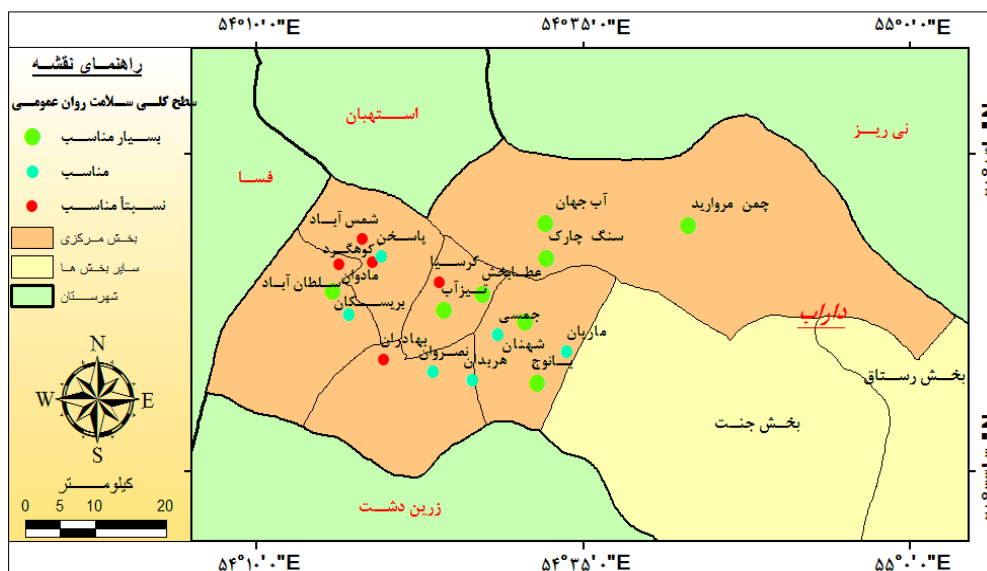 ۵۴°۱۰'۰"E
۵۴°۳۵'۰"E
۵۵°۰'۰"E
راهنمای نقشه
سطح کلی سلامت روان عمومی
بسیار مناسب
مناسب
نسبتأ مناسب
بخش مرکزی
سایر بخش ها
شهرستان
N
W
E
S
کیلومتر
0 5 10 20
استهبان
نی ریز
فسا
شمس آباد
پاسخن
کوهگرد
مادوان
سلطان آباد
بریسکان
کرسیا
عطابخش
تیزآب
آب جهان
سنگ چارک
چمن مروارید
جمسی
شهنان
ماریان
یانوج
بهادران
نصروان
هربدان
داراب
بخش رستاق
بخش جنت
زرین دشت
۵۴°۱۰'۰"E
۵۴°۳۵'۰"E
۵۵°۰'۰"E